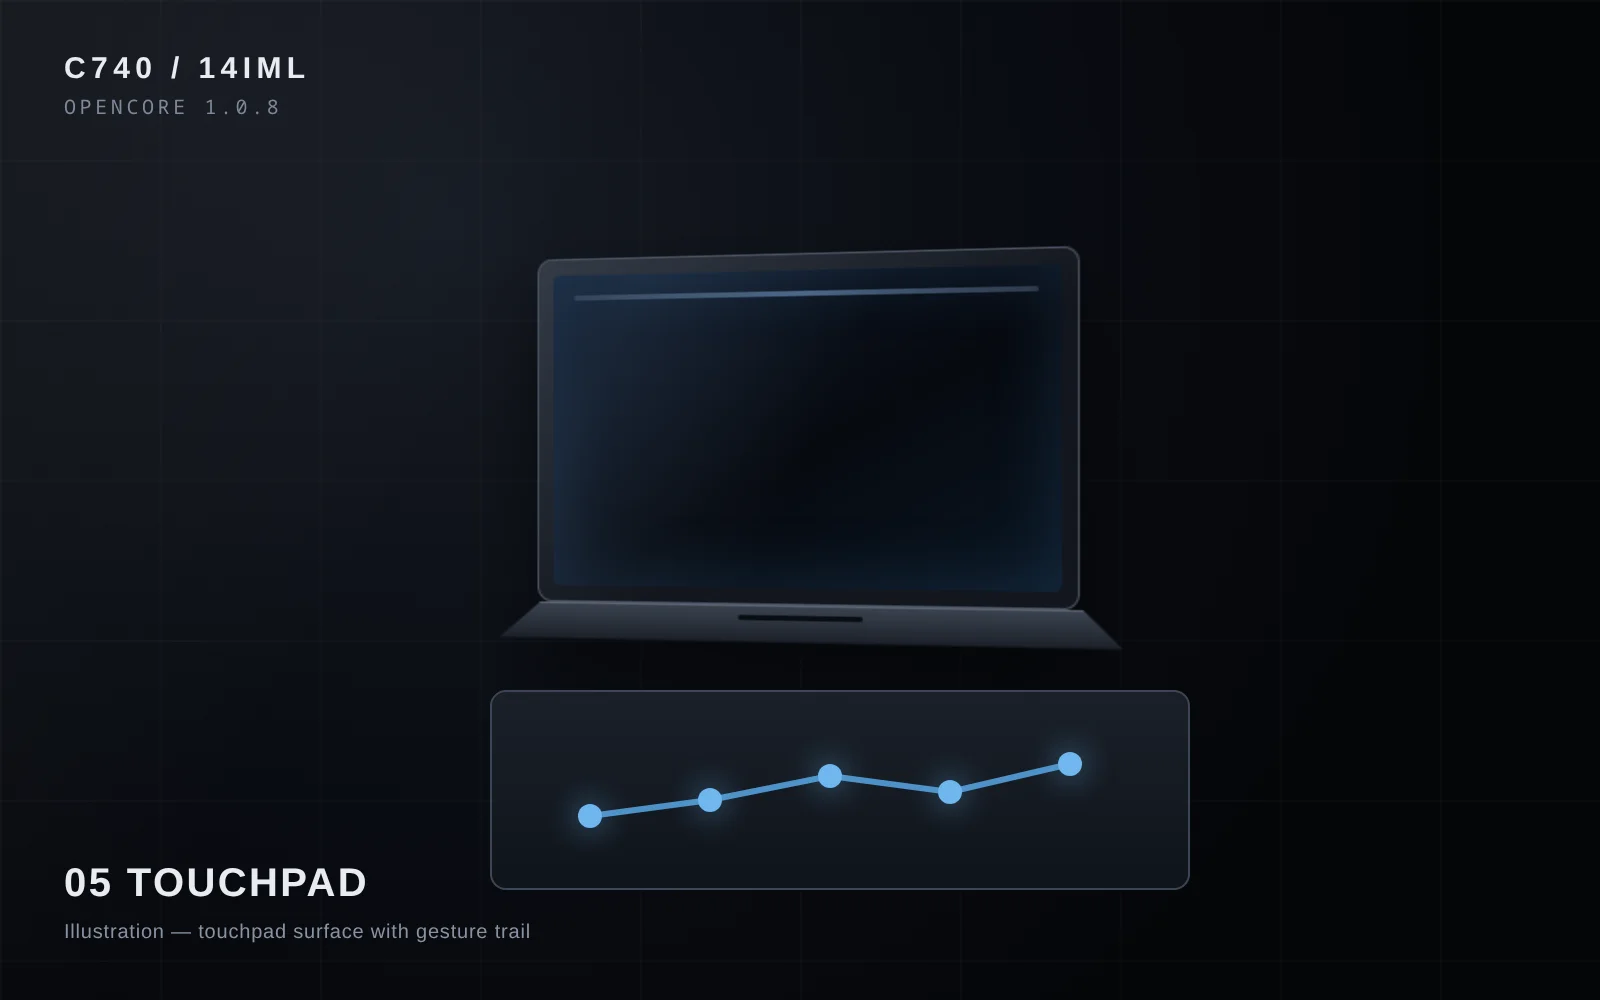 C740 / 14IML
OPENCORE 1.0.8
05 TOUCHPAD
Illustration — touchpad surface with gesture trail